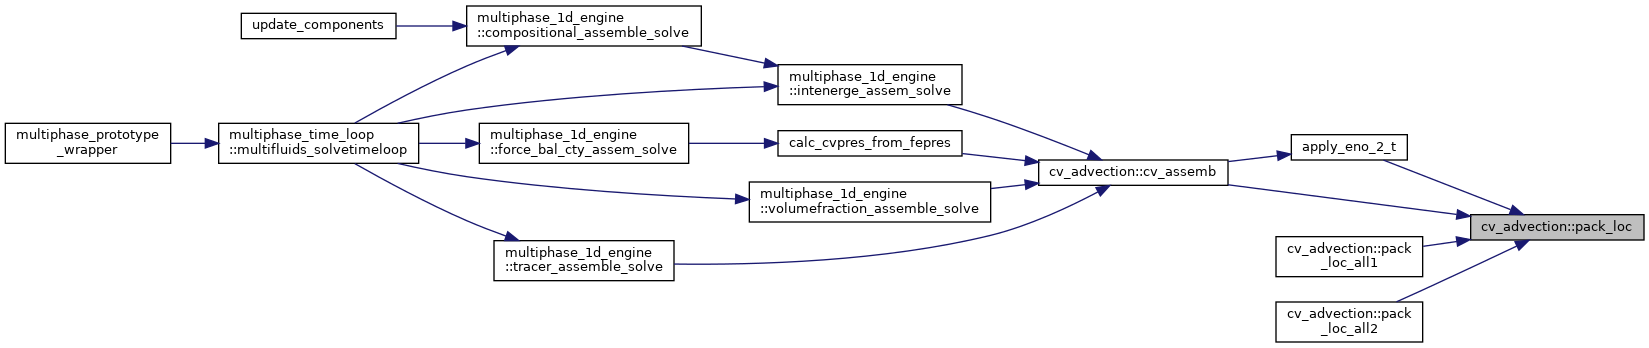 update_components
multiphase_1d_engine
::compositional_assemble_solve
multiphase_1d_engine
::intenerge_assem_solve
multiphase_prototype
_wrapper
multiphase_time_loop
::multifluids_solvetimeloop
multiphase_1d_engine
::force_bal_cty_assem_solve
calc_cvpres_from_fepres
apply_eno_2_t
cv_advection::cv_assemb
multiphase_1d_engine
::volumefraction_assemble_solve
cv_advection::pack_loc
multiphase_1d_engine
::tracer_assemble_solve
cv_advection::pack
_loc_all1
cv_advection::pack
_loc_all2